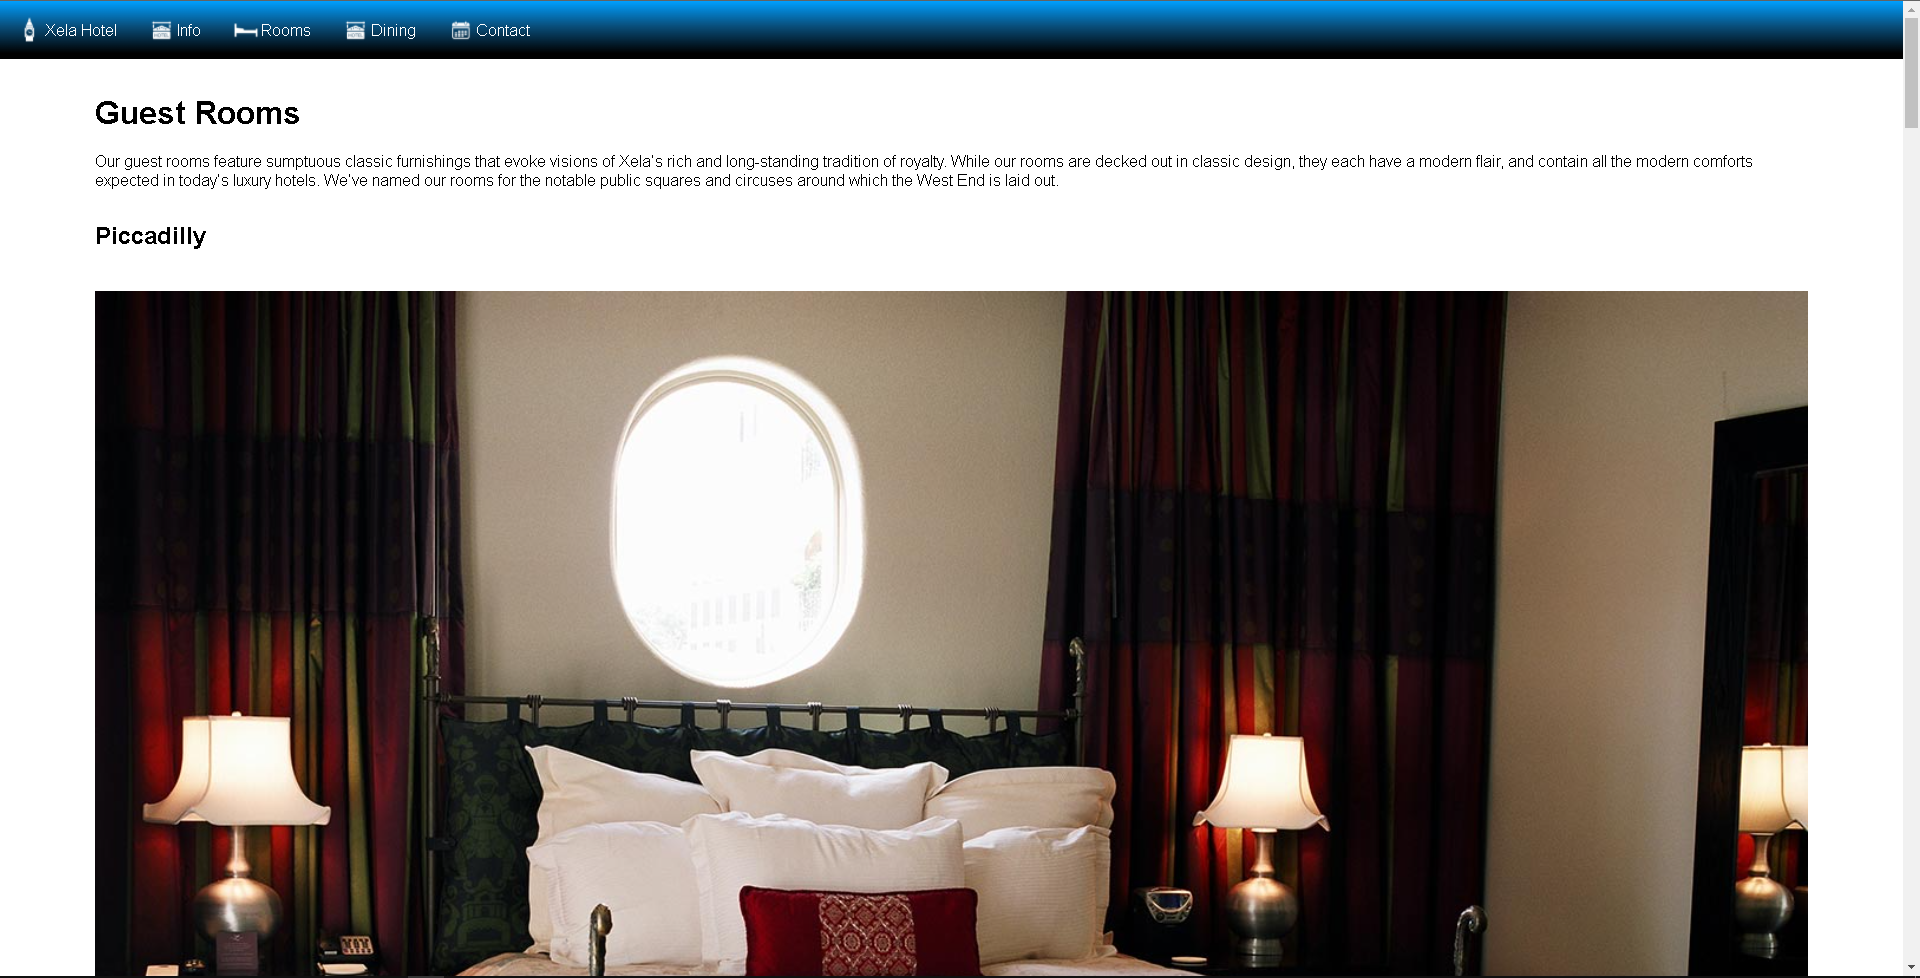 Xela Hotel Info Rooms Dining Contact
Guest Rooms
Our guest rooms feature sumptuous classic furnishings that evoke visions of Xela's rich and long-standing tradition of royalty. While our rooms are decked out in classic design, they each have a modern flair, and contain all the modern comforts
expected in today's luxury hotels. We've named our rooms for the notable public squares and circuses around which the West End is laid out.
Piccadilly